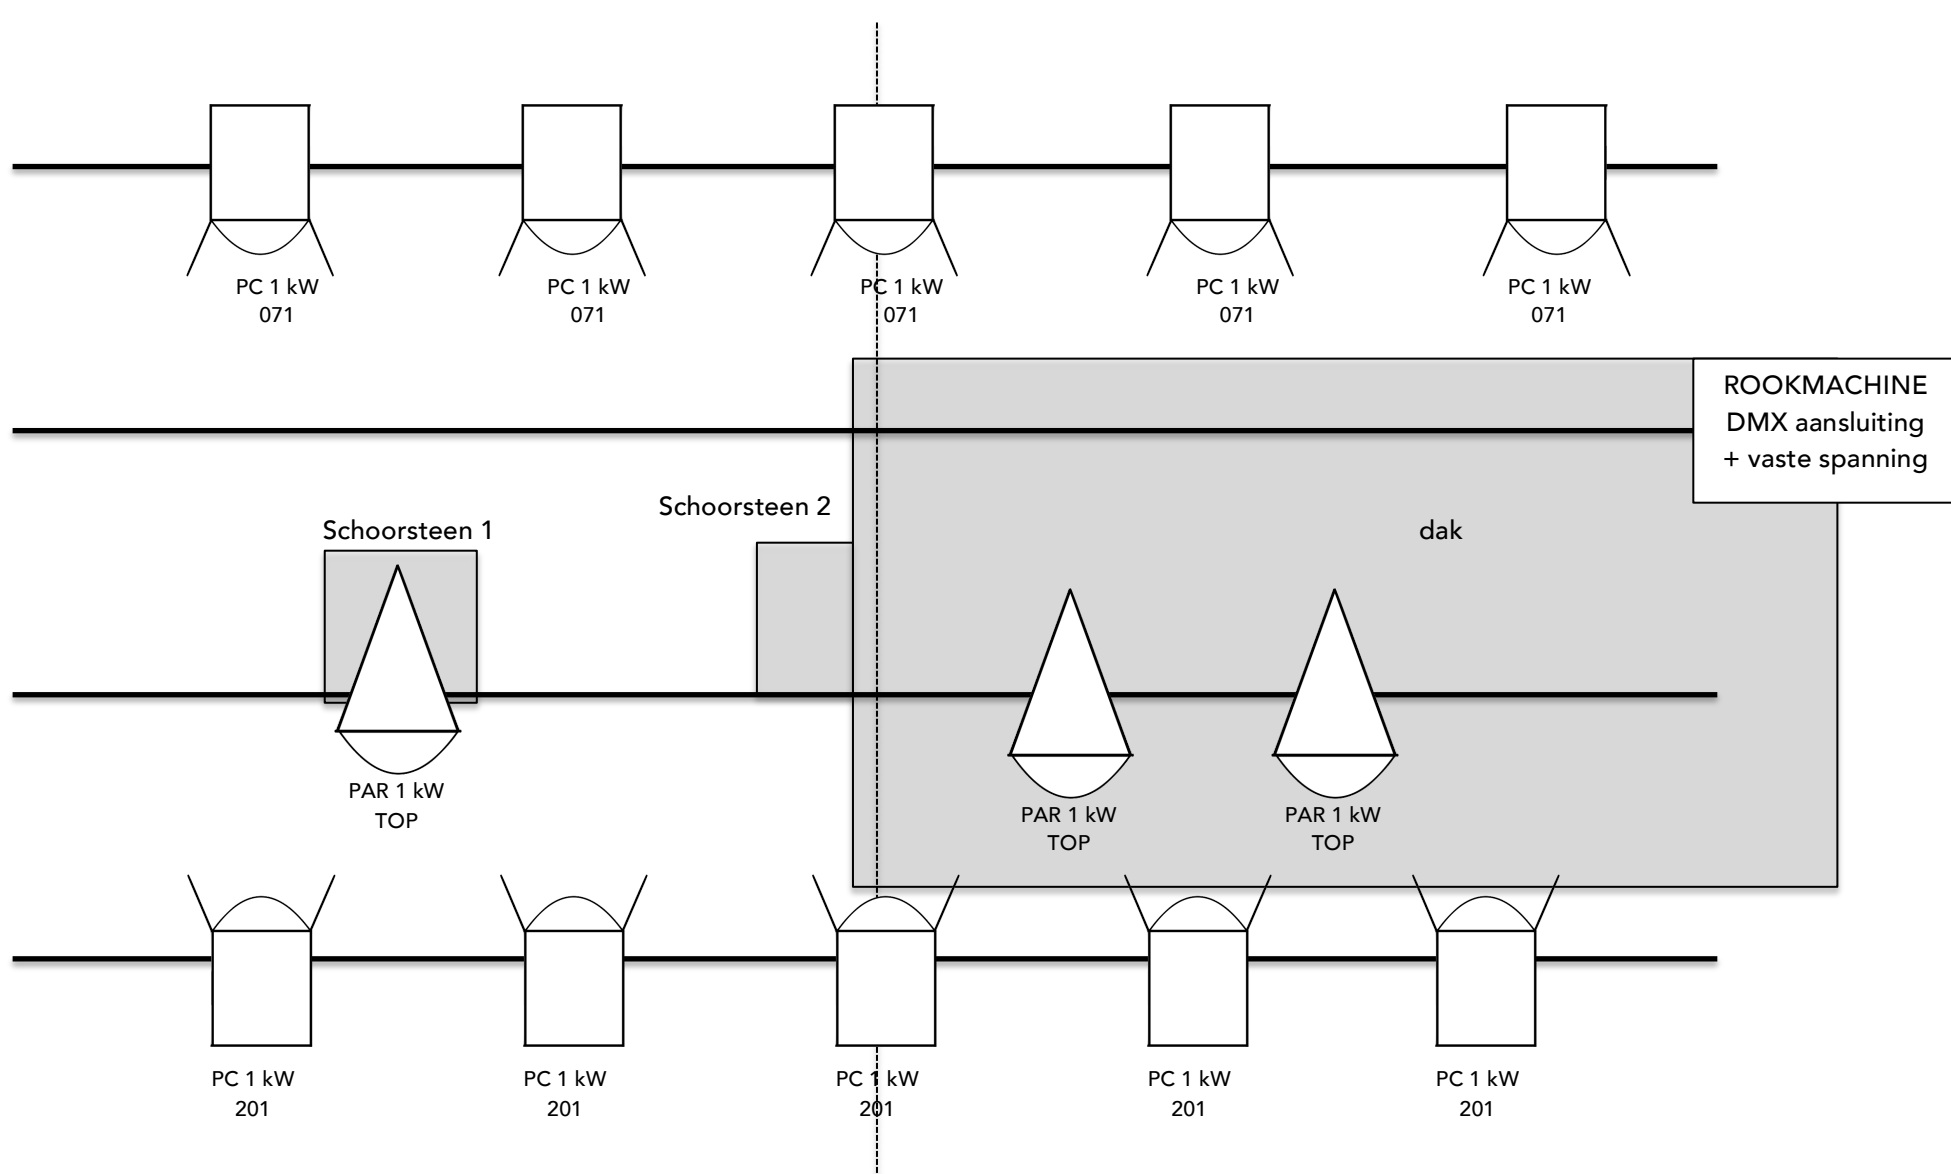 PC 1 kW
071
PC 1 kW
071
PC 1 kW
071
PC 1 kW
071
PC 1 kW
071
ROOKMACHINE
DMX aansluiting
+ vaste spanning
Schoorsteen 1
Schoorsteen 2
dak
PAR 1 kW
TOP
PAR 1 kW
TOP
PAR 1 kW
TOP
PC 1 kW
201
PC 1 kW
201
PC 1 kW
201
PC 1 kW
201
PC 1 kW
201